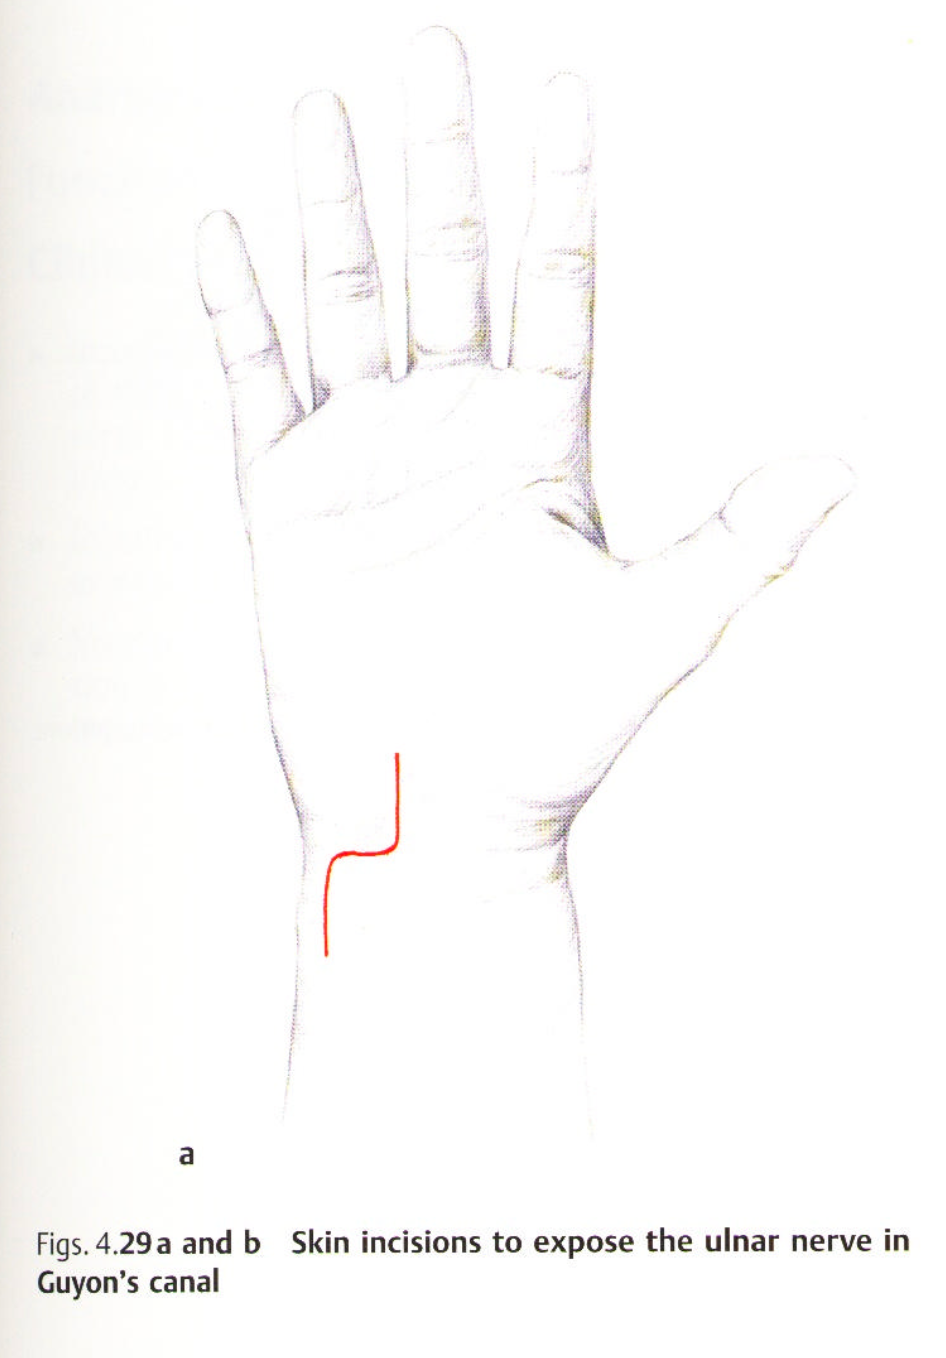 a
Figs. 4.29 a and b Skin incisions to expose the ulnar nerve in
Guyon's canal